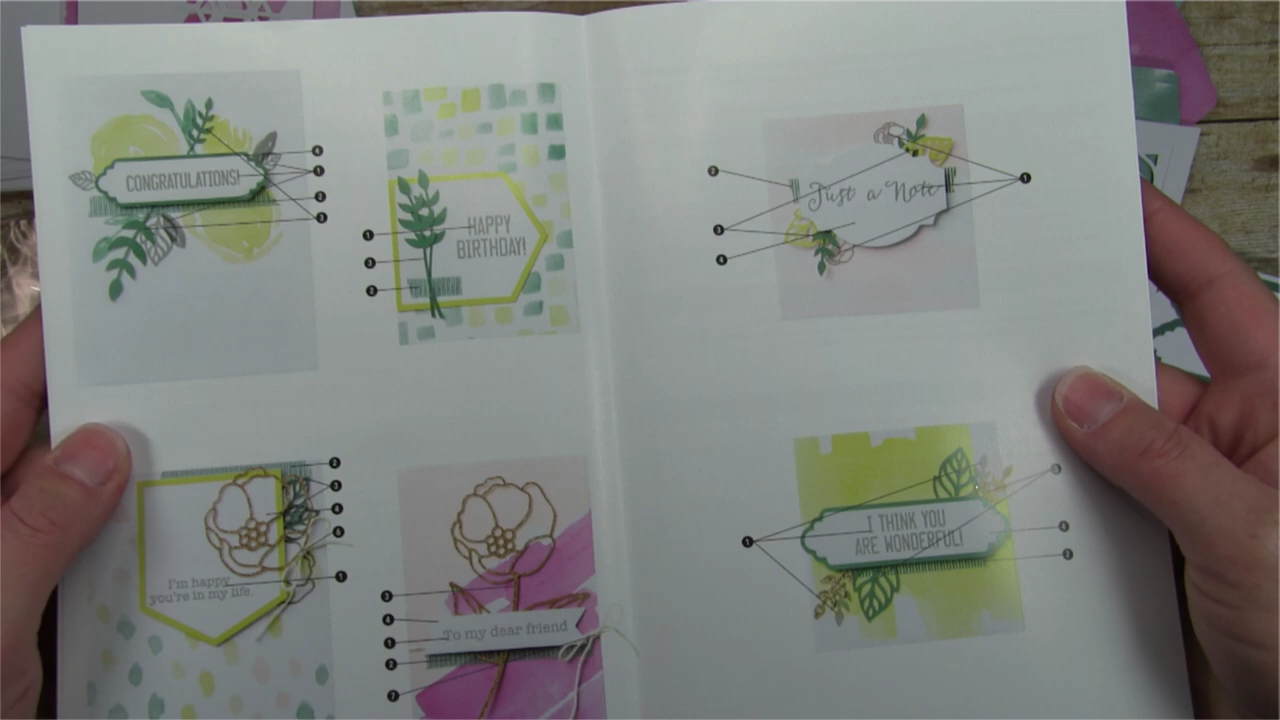 CONGRATULATIONS!
HAPPY
BIRTHDAY!
I'm happy
you're in my life.
To my dear friend
Just a Note
I THINK YOU
ARE WONDERFUL!